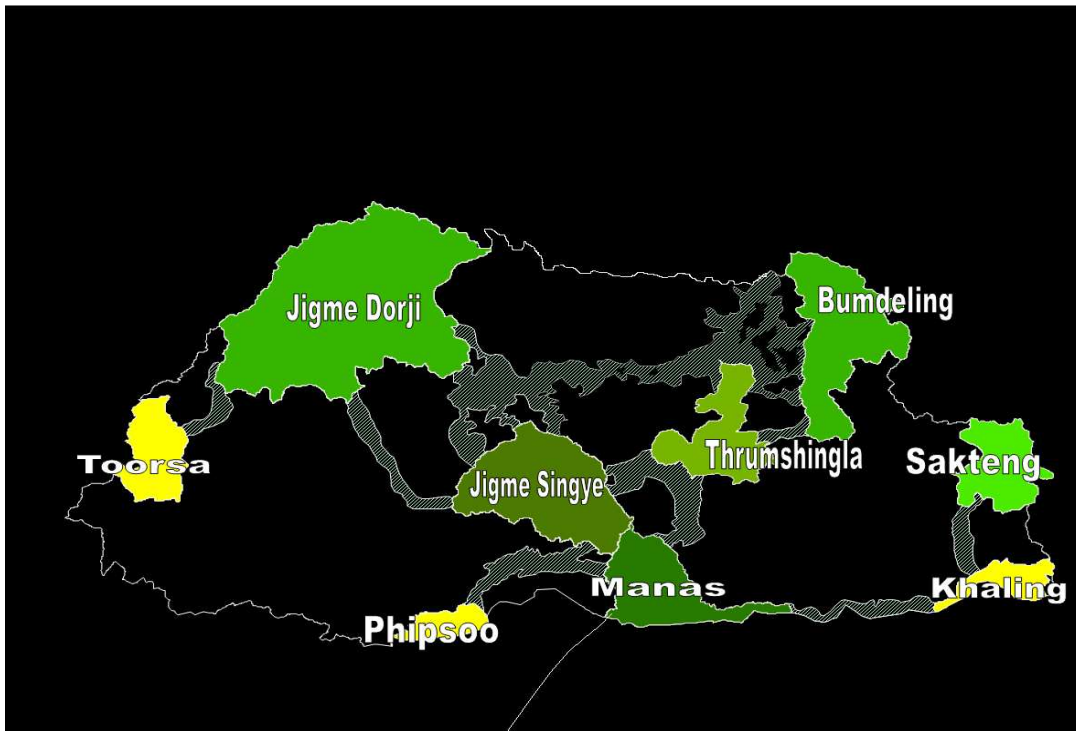 Jigme Dorji
Bumdeling
Toorsa
Thrumshingla
Sakteng
Jigme Singye
Manas
Khaling
Phipsoo